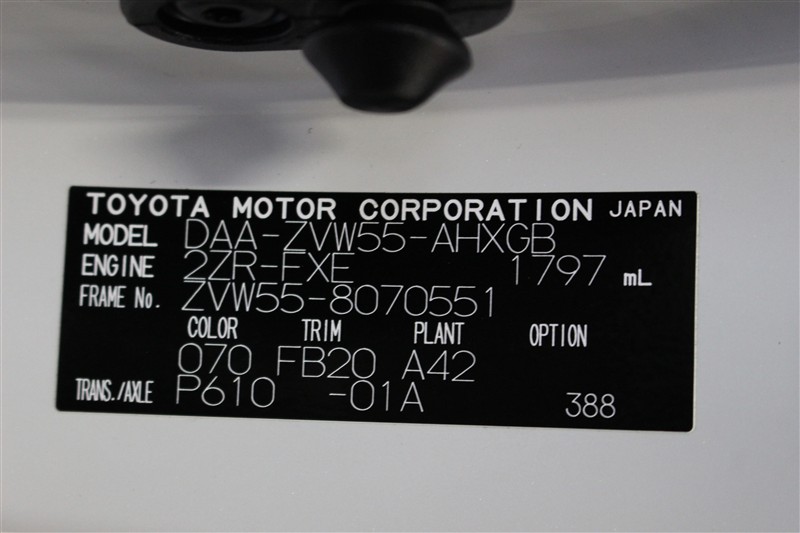 TOYOTA MOTOR CORPORATION JAPAN
MODEL DAA-ZVW55-AHXGB
ENGINE 2ZR-FXE 1797 mL
FRAME No. ZVW55-8070551
COLOR TRIM PLANT OPTION
070 FB20 A42
TRANS./AXLE P610 -01A 388